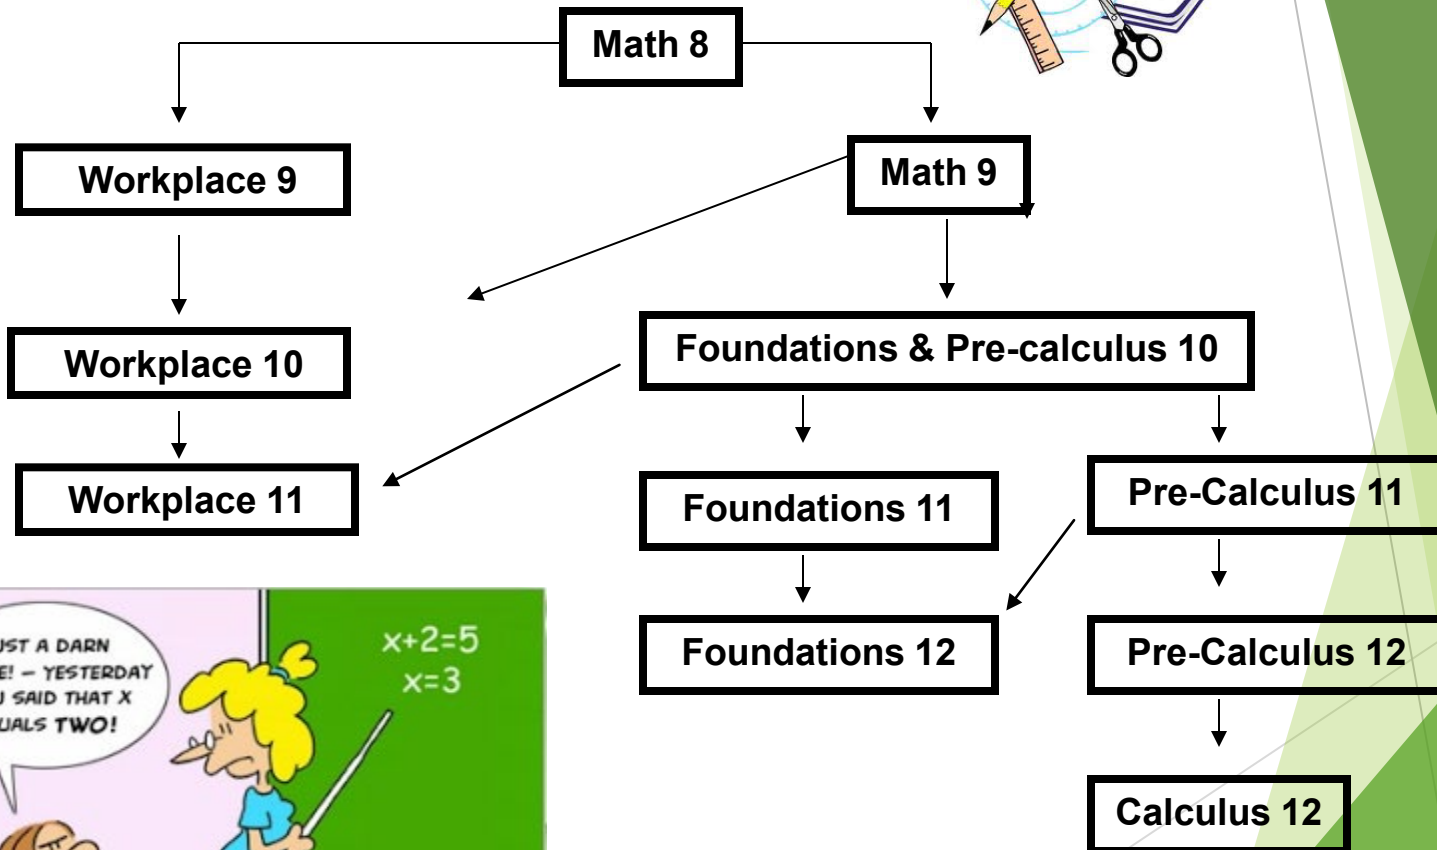 Math 8
Workplace 9
Math 9
Workplace 10
Foundations & Pre-calculus 10
Workplace 11
Foundations 11
Pre-Calculus 11
Foundations 12
Pre-Calculus 12
Calculus 12
A DARN
YESTERDAY
SAID THAT X
TWO!
x+2=5
x=3